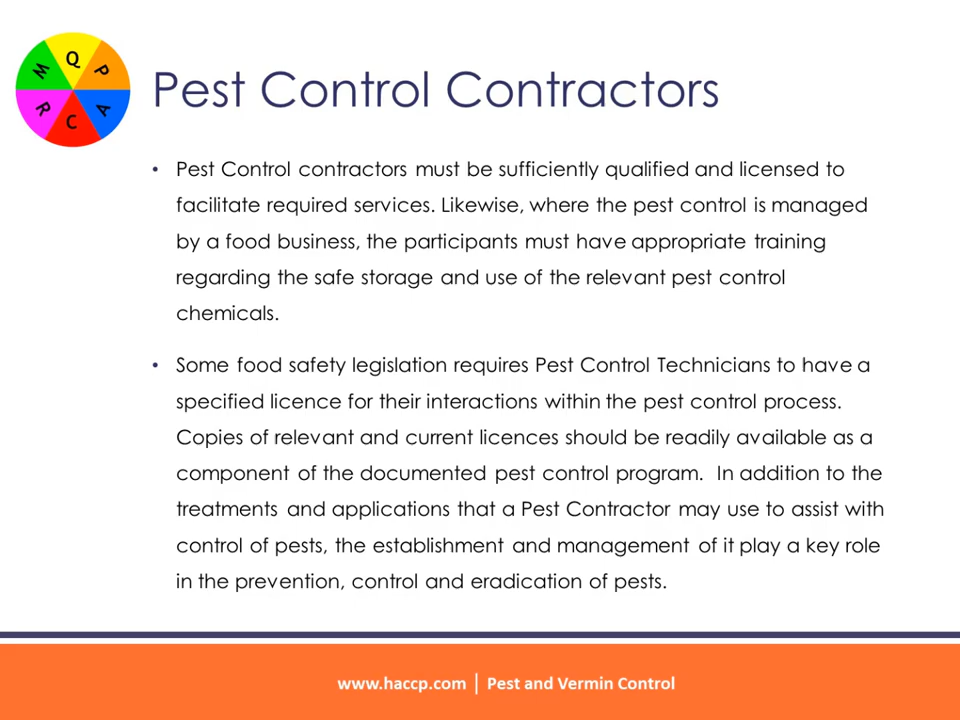 Q
P
A
C
R
M
Pest Control Contractors
• Pest Control contractors must be sufficiently qualified and licensed to
facilitate required services. Likewise, where the pest control is managed
by a food business, the participants must have appropriate training
regarding the safe storage and use of the relevant pest control
chemicals.
• Some food safety legislation requires Pest Control Technicians to have a
specified licence for their interactions within the pest control process.
Copies of relevant and current licences should be readily available as a
component of the documented pest control program.  In addition to the
treatments and applications that a Pest Contractor may use to assist with
control of pests, the establishment and management of it play a key role
in the prevention, control and eradication of pests.
www.haccp.com | Pest and Vermin Control